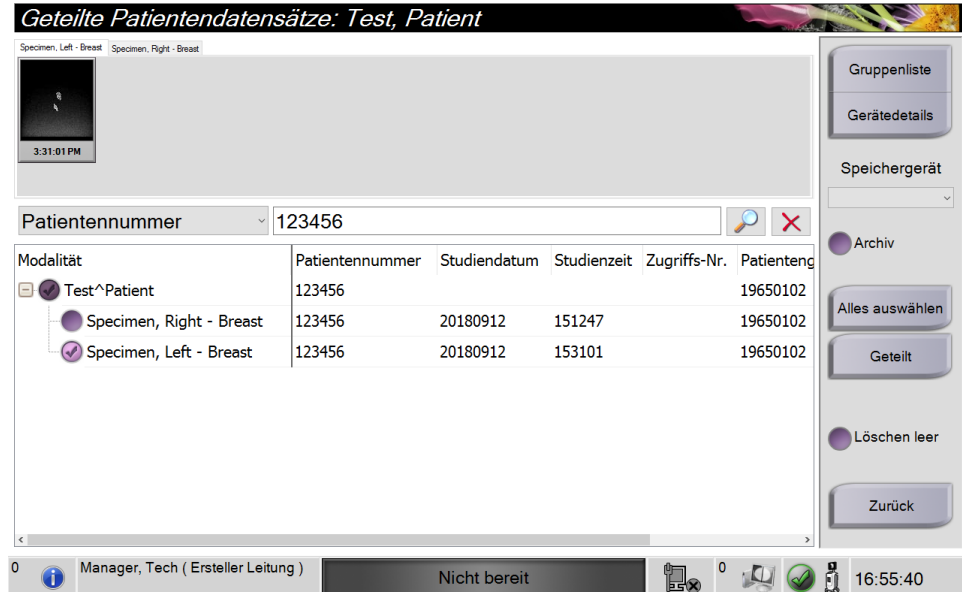 Geteilte Patientendatensätze: Test, Patient
Specimen, Left - Breast Specimen, Right - Breast
3:31:01 PM
Gruppenliste
Gerätedetails
Speichergerät
Patientennummer 123456
Archiv
Modalität Patientennummer Studiendatum Studienzeit Zugriffs-Nr. Patienteng
Test^Patient 123456 19650102
Specimen, Right - Breast 123456 20180912 151247 19650102
Specimen, Left - Breast 123456 20180912 153101 19650102
Alles auswählen
Geteilt
Löschen leer
Zurück
0 Manager, Tech ( Ersteller Leitung ) Nicht bereit 0 16:55:40